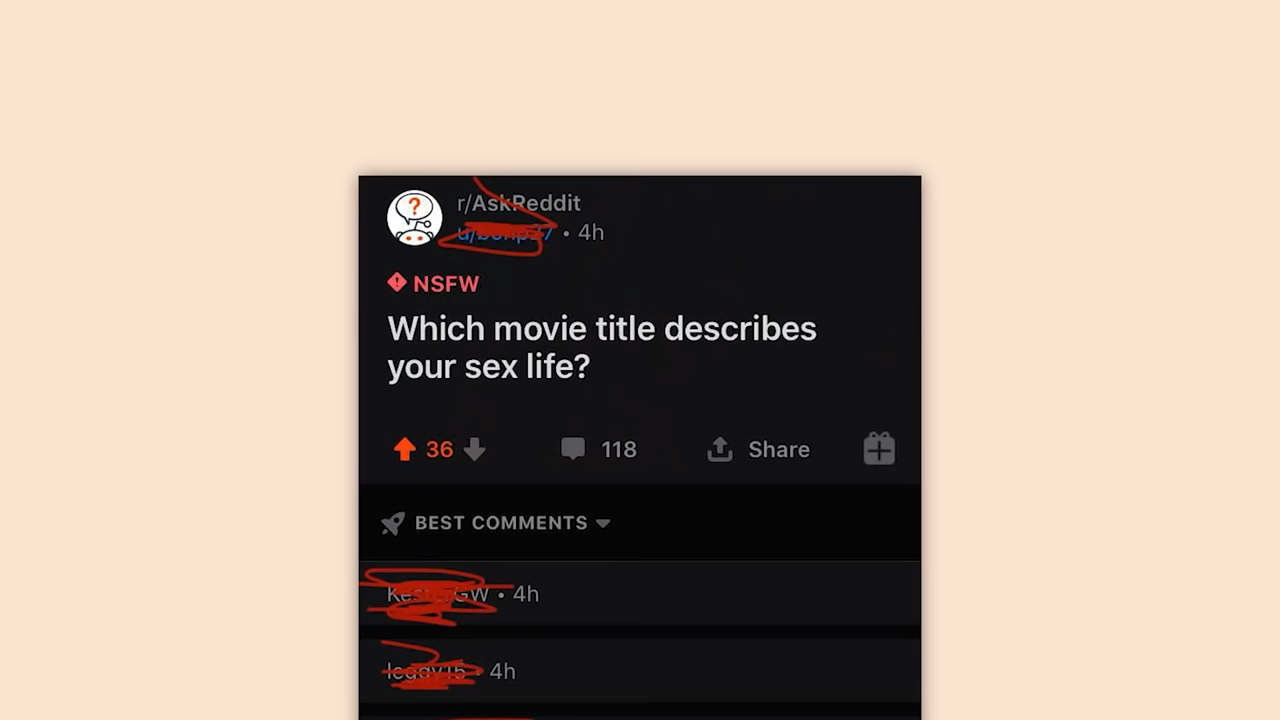 r/AskReddit
• 4h
NSFW
Which movie title describes
your sex life?
36 118 Share
BEST COMMENTS
• 4h
• 4h